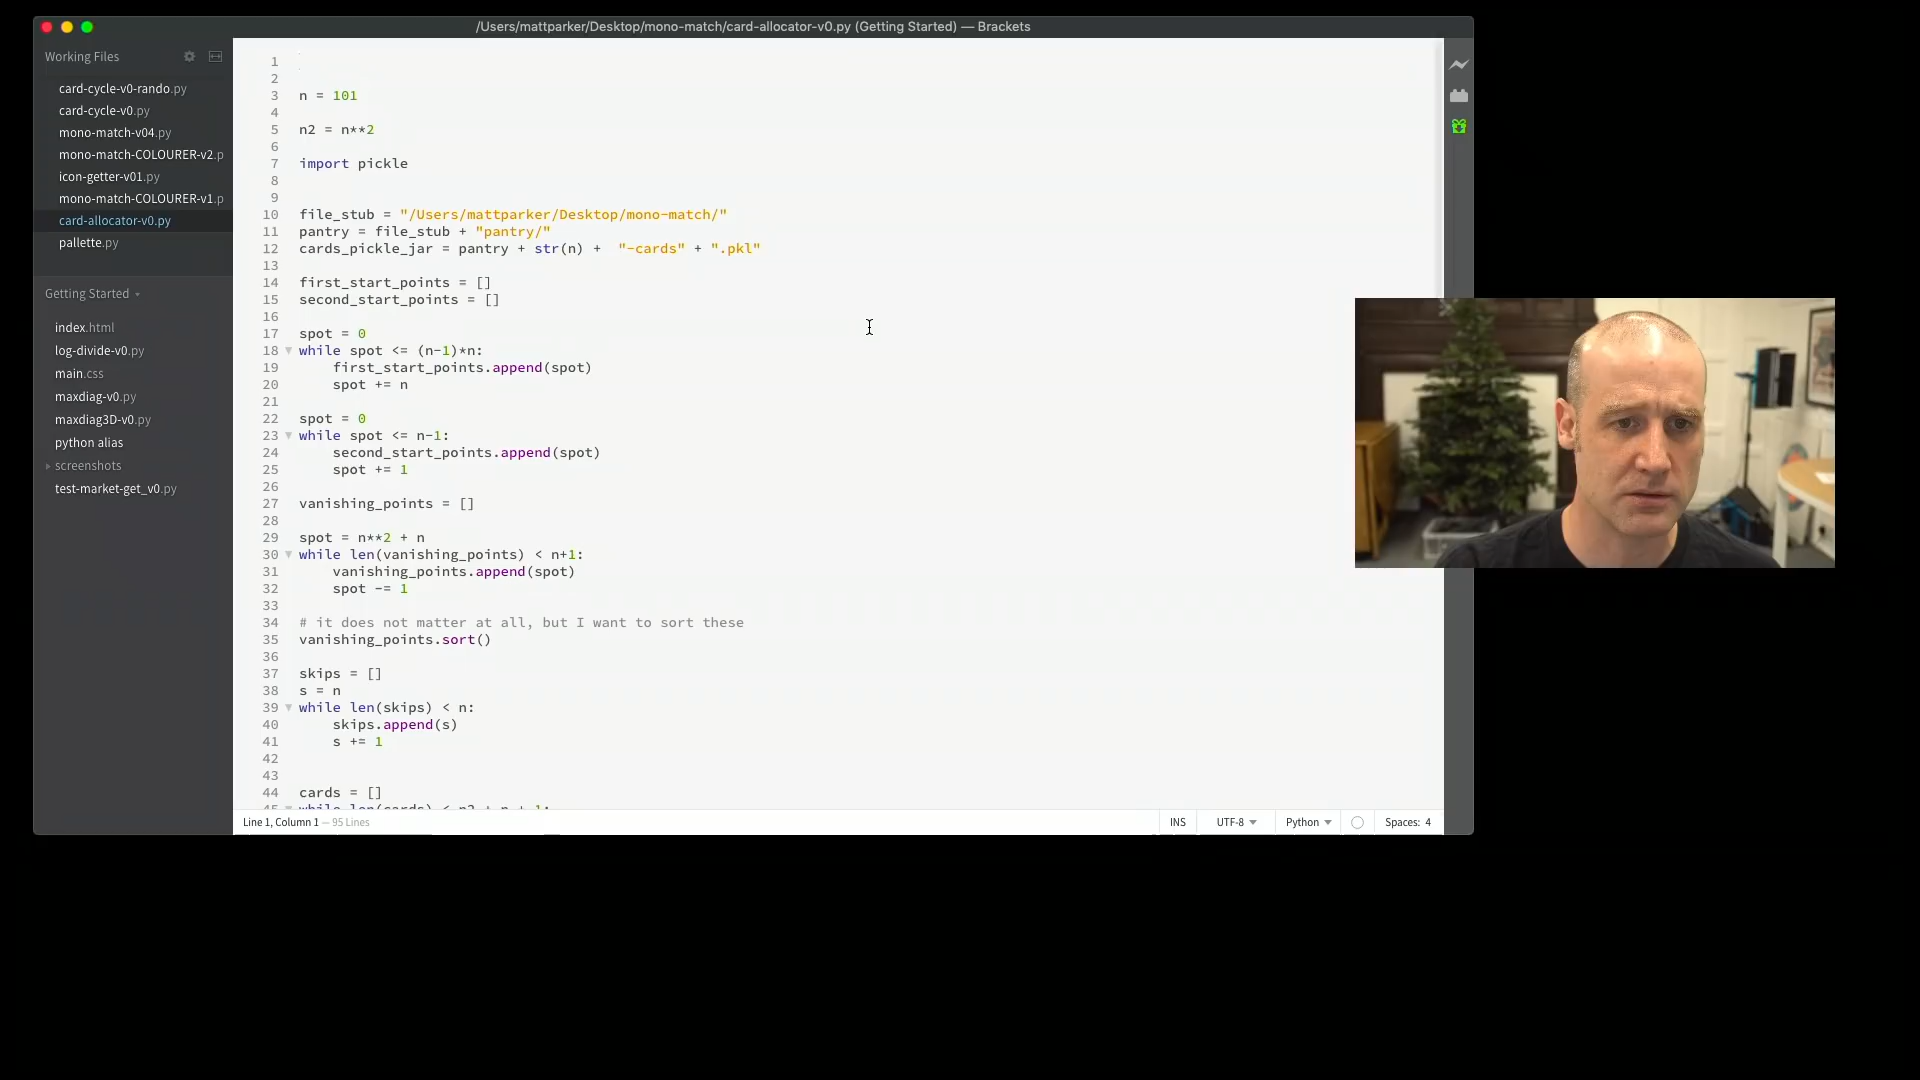 /Users/mattparker/Desktop/mono-match/card-allocator-v0.py (Getting Started) — Brackets
Working Files
card-cycle-v0-rando.py
card-cycle-v0.py
mono-match-v04.py
mono-match-COLOURER-v2.p
icon-getter-v01.py
mono-match-COLOURER-v1.p
card-allocator-v0.py
pallette.py
Getting Started
index.html
log-divide-v0.py
main.css
maxdiag-v0.py
maxdiag3D-v0.py
python alias
screenshots
test-market-get_v0.py
1
2
3 n = 101
4
5 n2 = n**2
6
7 import pickle
8
9
10 file_stub = "/Users/mattparker/Desktop/mono-match/"
11 pantry = file_stub + "pantry/"
12 cards_pickle_jar = pantry + str(n) +  "-cards" + ".pkl"
13
14 first_start_points = []
15 second_start_points = []
16
17 spot = 0
18 while spot <= (n-1)*n:
19     first_start_points.append(spot)
20     spot += n
21
22 spot = 0
23 while spot <= n-1:
24     second_start_points.append(spot)
25     spot += 1
26
27 vanishing_points = []
28
29 spot = n**2 + n
30 while len(vanishing_points) < n+1:
31     vanishing_points.append(spot)
32     spot -= 1
33
34 # it does not matter at all, but I want to sort these
35 vanishing_points.sort()
36
37 skips = []
38 s = n
39 while len(skips) < n:
40     skips.append(s)
41     s += 1
42
43
44 cards = []
45 while len(cards) < n2 + n + 1:
Line 1, Column 1 — 95 Lines
INS UTF-8 Python Spaces: 4